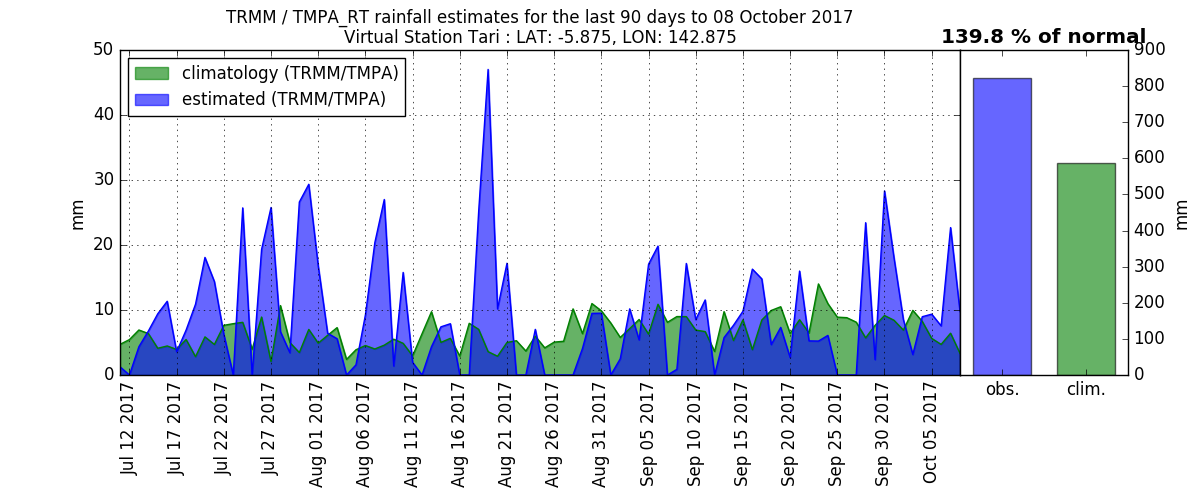 TRMM / TMPA_RT rainfall estimates for the last 90 days to 08 October 2017
Virtual Station Tari : LAT: -5.875, LON: 142.875
139.8 % of normal
climatology (TRMM/TMPA)
estimated (TRMM/TMPA)
mm
50
40
30
20
10
0
Jul 12 2017
Jul 17 2017
Jul 22 2017
Jul 27 2017
Aug 01 2017
Aug 06 2017
Aug 11 2017
Aug 16 2017
Aug 21 2017
Aug 26 2017
Aug 31 2017
Sep 05 2017
Sep 10 2017
Sep 15 2017
Sep 20 2017
Sep 25 2017
Sep 30 2017
Oct 05 2017
900
800
700
600
500
400
300
200
100
0
mm
obs.
clim.